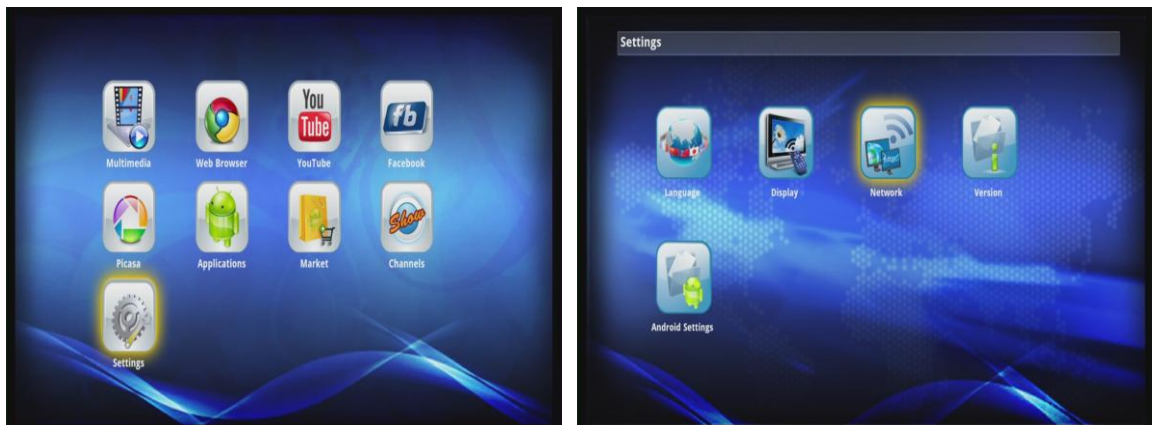 You
Tube
fb
Multimedia Web Browser YouTube Facebook
Show
Picasa Applications Market Channels
Settings
Settings
Language Display Network Version
Android Settings